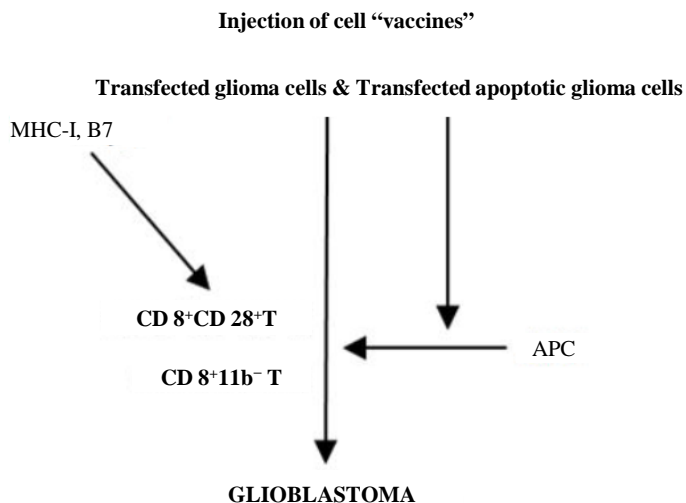 Injection of cell “vaccines”
Transfected glioma cells & Transfected apoptotic glioma cells
MHC-I, B7
CD 8⁺CD 28⁺T
APC
CD 8⁺11b⁻ T
GLIOBLASTOMA